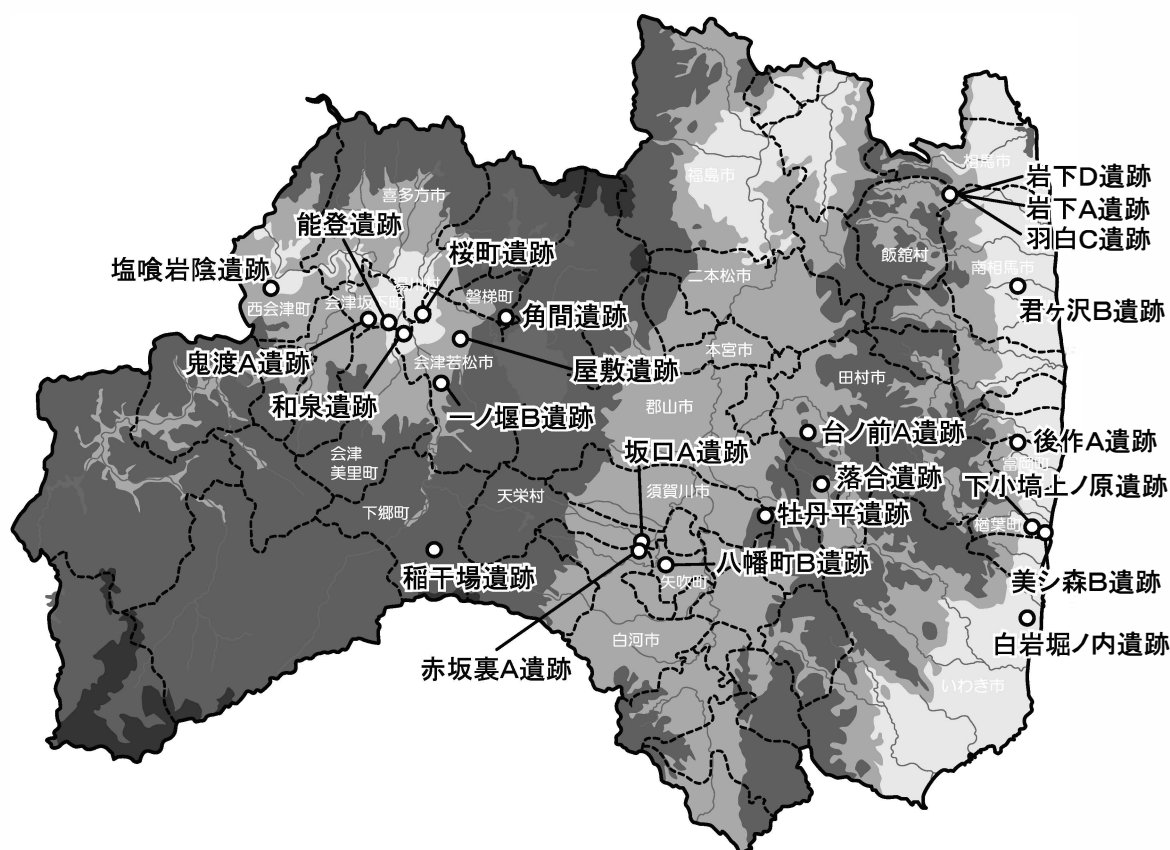 相馬市
岩下D遺跡
福島市
喜多方市
岩下A遺跡
能登遺跡
羽白C遺跡
桜町遺跡
飯舘村
塩喰岩陰遺跡
二本松市
南相馬市
湯川村
磐梯町
西会津町
会津坂下町
君ヶ沢B遺跡
角間遺跡
鬼渡A遺跡
会津若松市
本宮市
屋敷遺跡
田村市
和泉遺跡
一ノ堰B遺跡
郡山市
台ノ前A遺跡
後作A遺跡
坂口A遺跡
会津
美里町
富岡町
落合遺跡
下小塙上ノ原遺跡
須賀川市
天栄村
下郷町
牡丹平遺跡
楢葉町
八幡町B遺跡
稲干場遺跡
矢吹町
美シ森B遺跡
白河市
白岩堀ノ内遺跡
赤坂裏A遺跡
いわき市